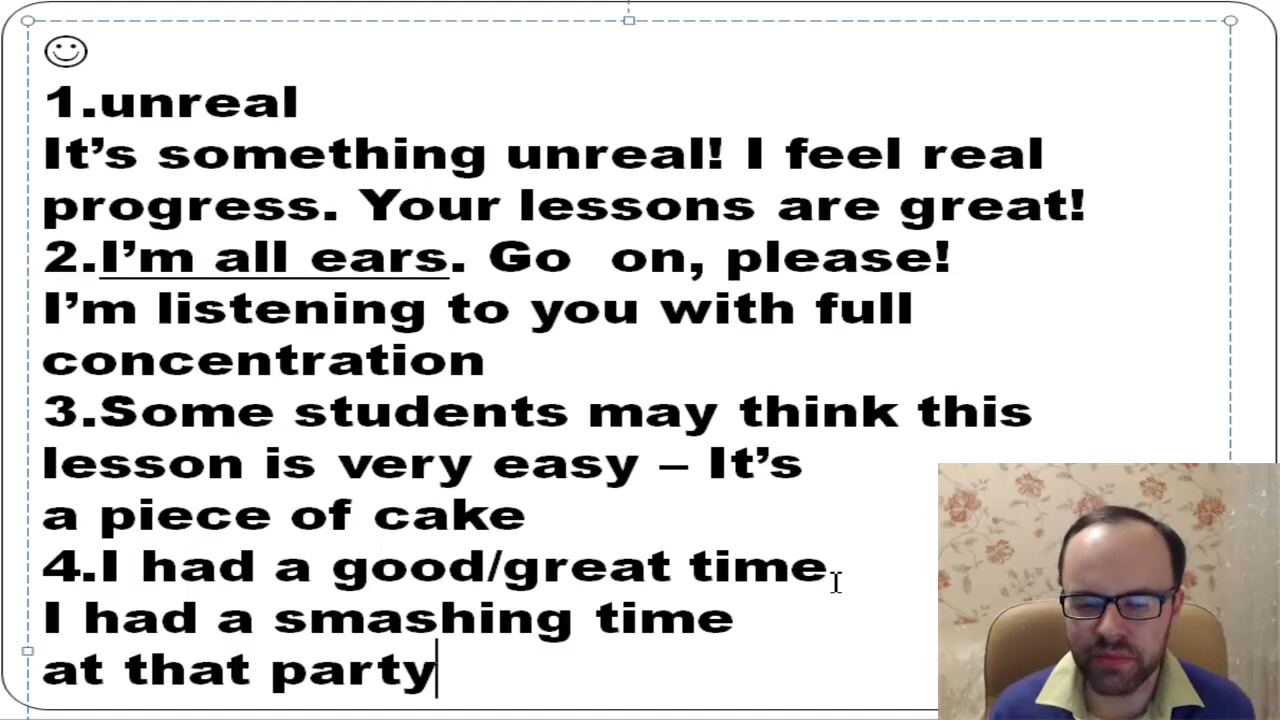 1.unreal
It’s something unreal! I feel real
progress. Your lessons are great!
2.I’m all ears. Go  on, please!
I’m listening to you with full
concentration
3.Some students may think this
lesson is very easy – It’s
a piece of cake
4.I had a good/great time
I had a smashing time
at that party